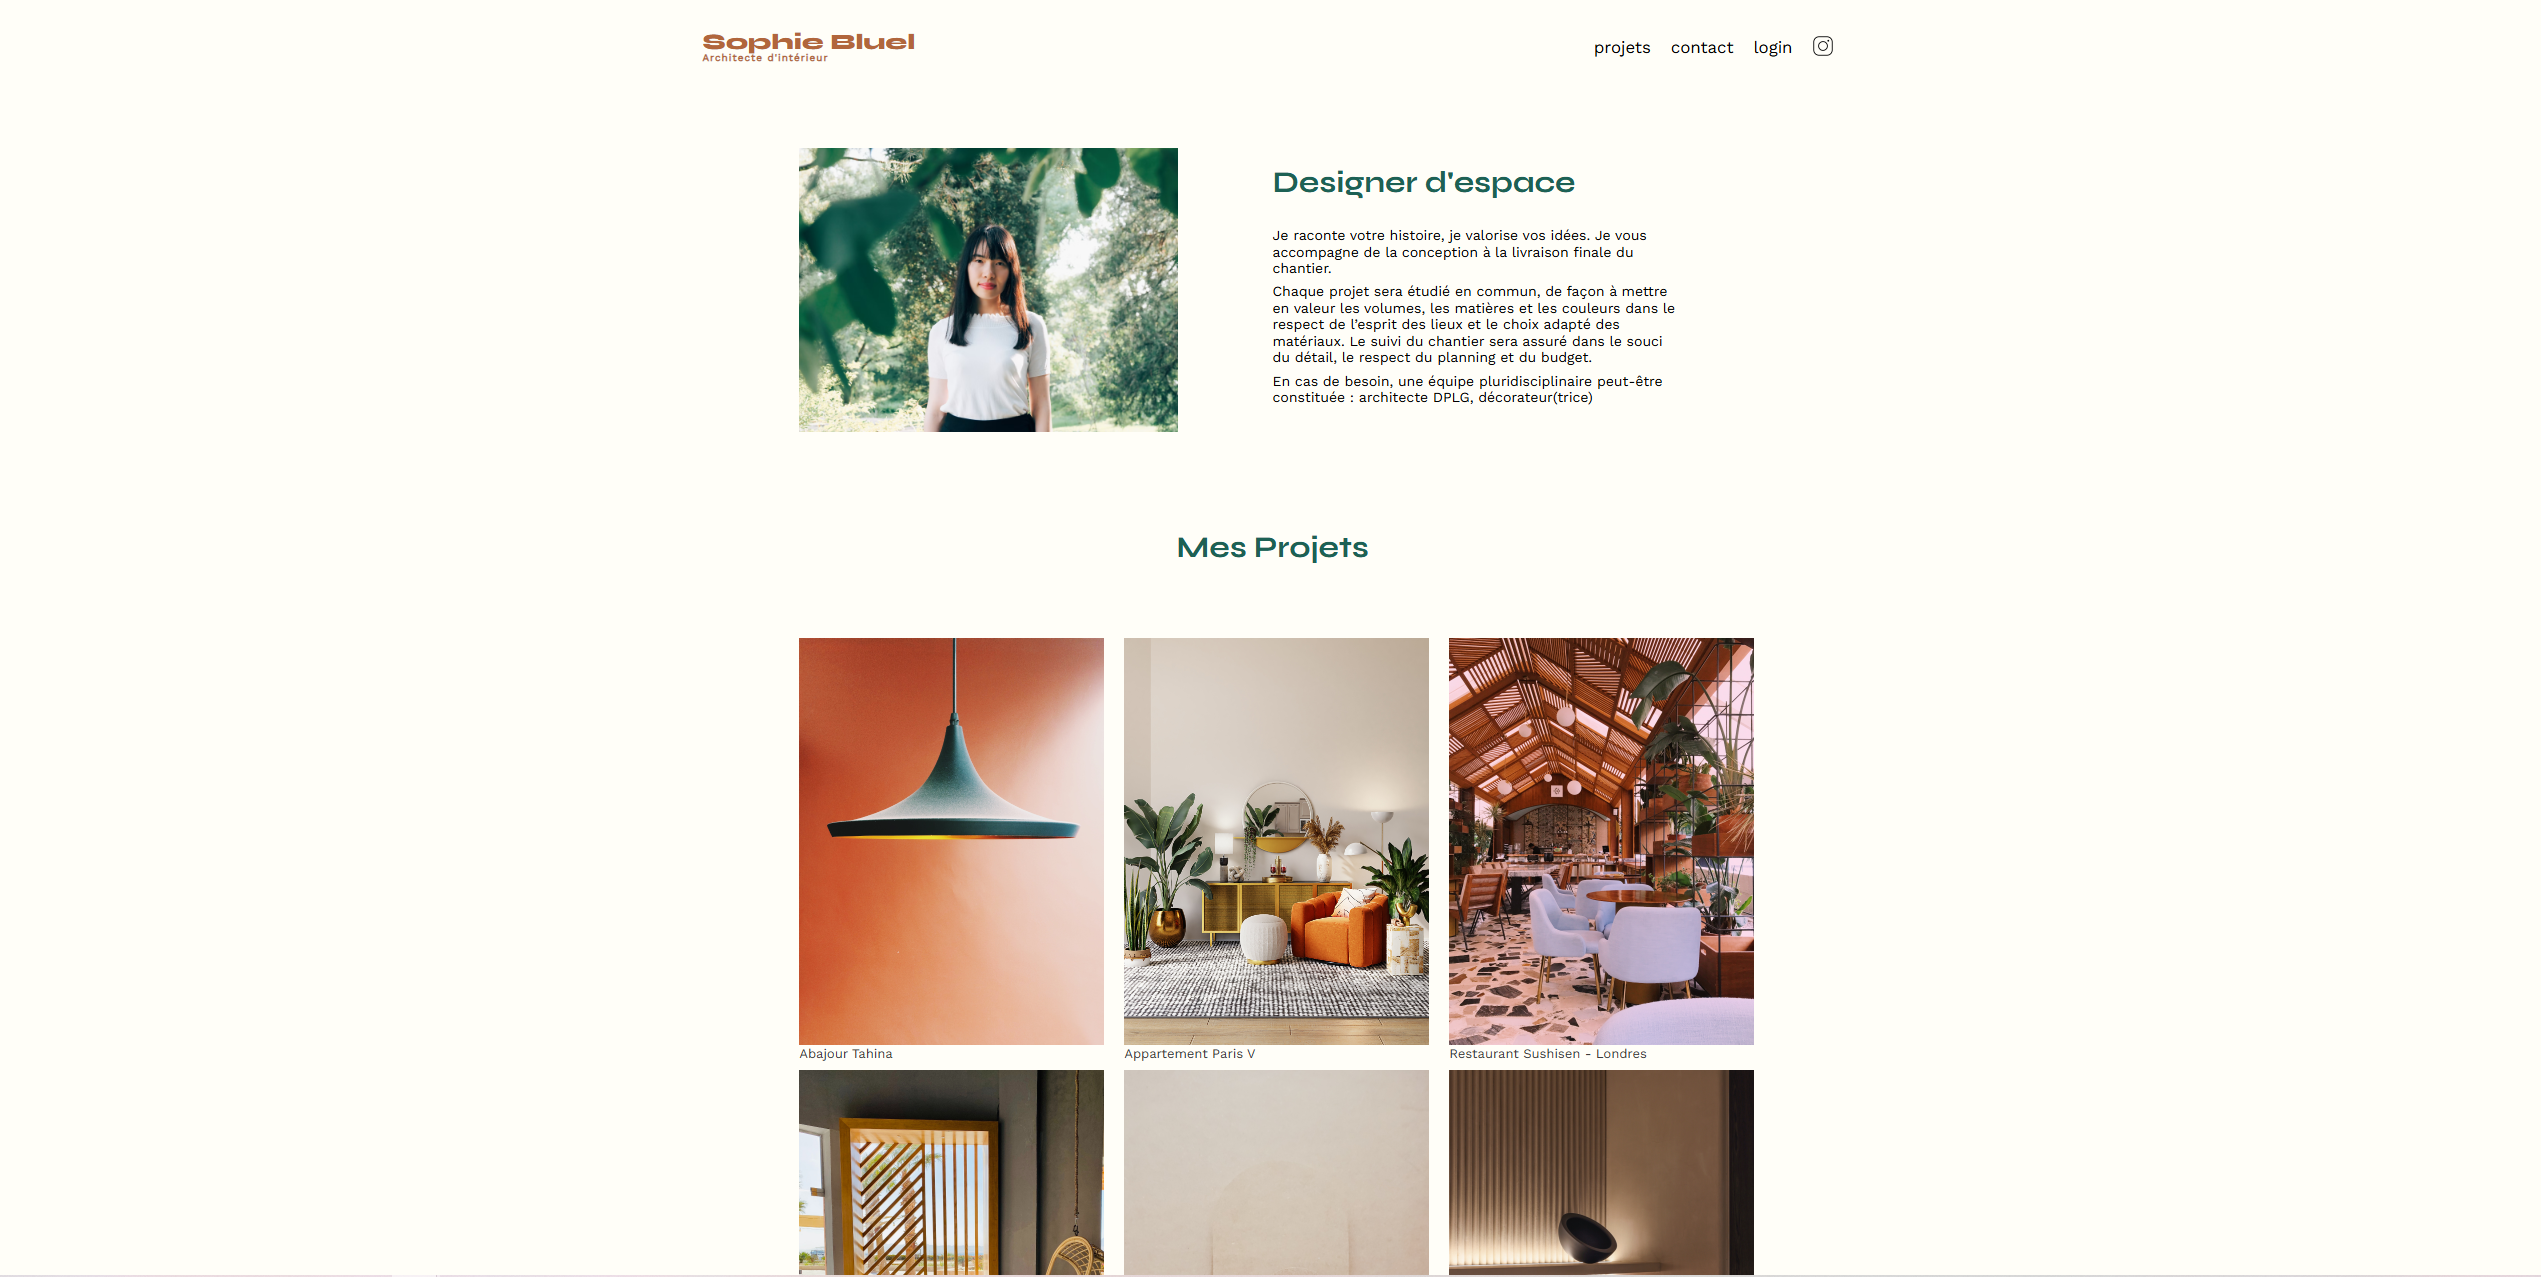 Sophie Bluel
Architecte d'intérieur
projets contact login
Designer d'espace
Je raconte votre histoire, je valorise vos idées. Je vous
accompagne de la conception à la livraison finale du
chantier.
Chaque projet sera étudié en commun, de façon à mettre
en valeur les volumes, les matières et les couleurs dans le
respect de l’esprit des lieux et le choix adapté des
matériaux. Le suivi du chantier sera assuré dans le souci
du détail, le respect du planning et du budget.
En cas de besoin, une équipe pluridisciplinaire peut-être
constituée : architecte DPLG, décorateur(trice)
Mes Projets
Abajour Tahina
Appartement Paris V
Restaurant Sushisen - Londres